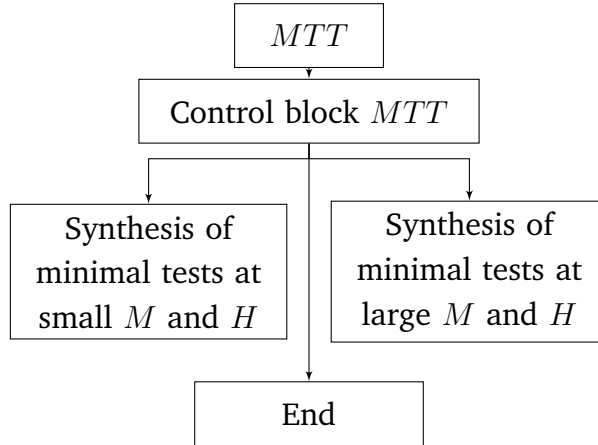 MTT
Control block MTT
Synthesis of
minimal tests at
small M and H
Synthesis of
minimal tests at
large M and H
End